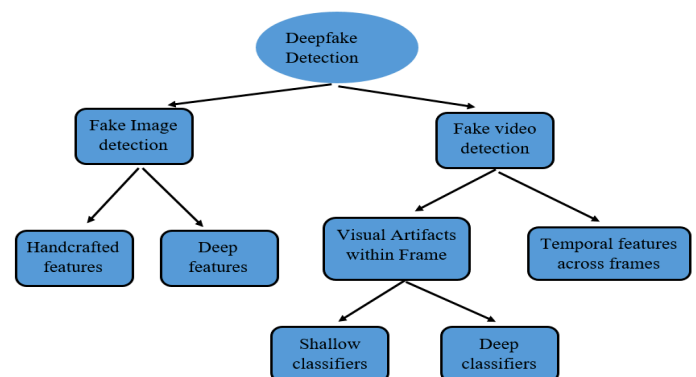 Deepfake
Detection
Fake Image
detection
Fake video
detection
Handcrafted
features
Deep
features
Visual Artifacts
within Frame
Temporal features
across frames
Shallow
classifiers
Deep
classifiers